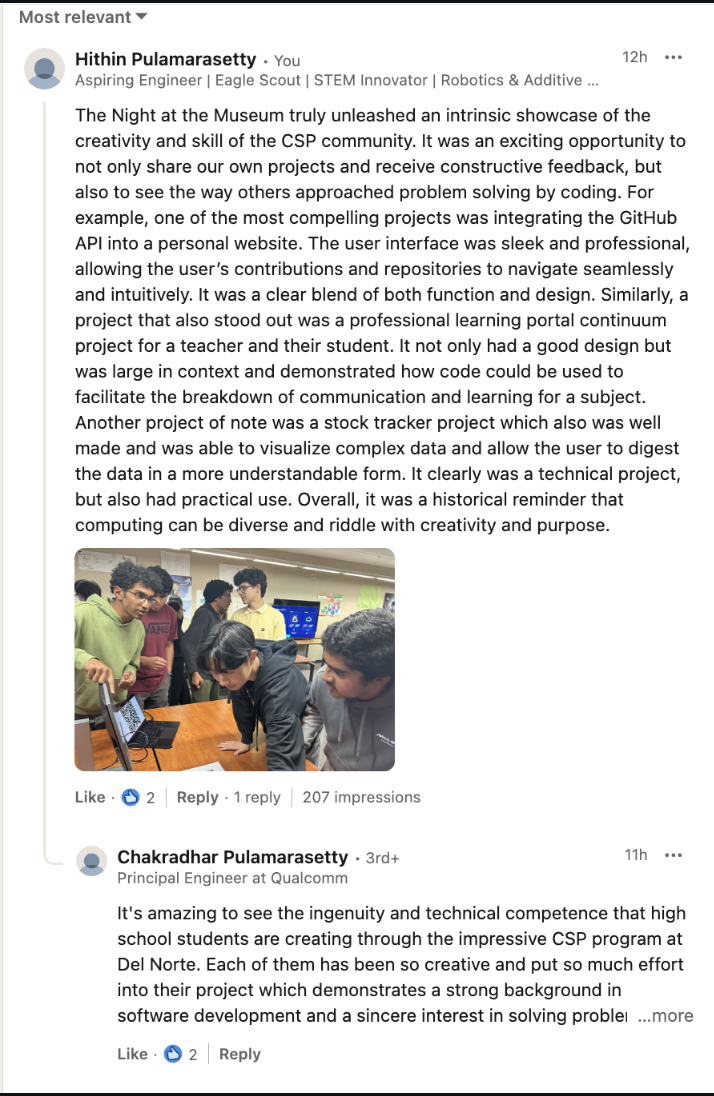 Most relevant
Hithin Pulamarasetty • You
12h
Aspiring Engineer | Eagle Scout | STEM Innovator | Robotics & Additive ...
The Night at the Museum truly unleashed an intrinsic showcase of the
creativity and skill of the CSP community. It was an exciting opportunity to
not only share our own projects and receive constructive feedback, but
also to see the way others approached problem solving by coding. For
example, one of the most compelling projects was integrating the GitHub
API into a personal website. The user interface was sleek and professional,
allowing the user’s contributions and repositories to navigate seamlessly
and intuitively. It was a clear blend of both function and design. Similarly, a
project that also stood out was a professional learning portal continuum
project for a teacher and their student. It not only had a good design but
was large in context and demonstrated how code could be used to
facilitate the breakdown of communication and learning for a subject.
Another project of note was a stock tracker project which also was well
made and was able to visualize complex data and allow the user to digest
the data in a more understandable form. It clearly was a technical project,
but also had practical use. Overall, it was a historical reminder that
computing can be diverse and riddle with creativity and purpose.
VANS
Like · 2 | Reply · 1 reply | 207 impressions
Chakradhar Pulamarasetty • 3rd+
11h
Principal Engineer at Qualcomm
It's amazing to see the ingenuity and technical competence that high
school students are creating through the impressive CSP program at
Del Norte. Each of them has been so creative and put so much effort
into their project which demonstrates a strong background in
software development and a sincere interest in solving ...more
Like · 2 | Reply